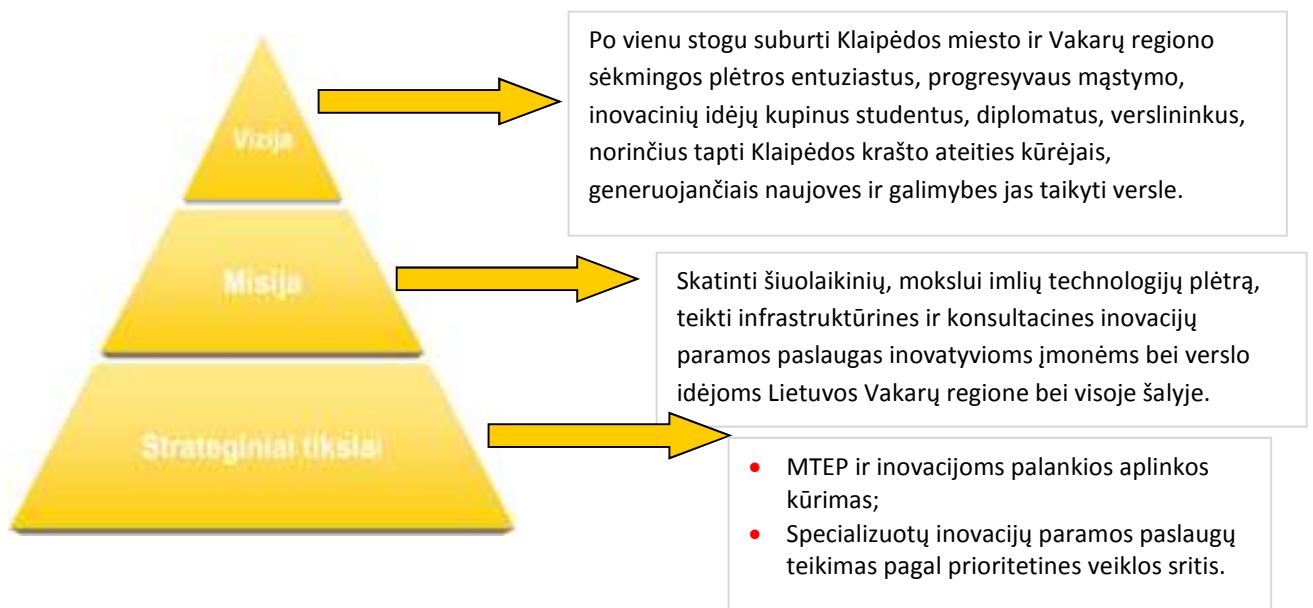 Vizija
Po vienu stogu suburti Klaipėdos miesto ir Vakarų regiono
sėkmingos plėtros entuziastus, progresyvaus mąstymo,
inovacinių idėjų kupinus studentus, diplomatus, verslininkus,
norinčius tapti Klaipėdos krašto ateities kūrėjais,
generuojančiais naujoves ir galimybes jas taikyti versle.
Misija
Skatinti šiuolaikinių, mokslui imlių technologijų plėtrą,
teikti infrastruktūrines ir konsultacines inovacijų
paramos paslaugas inovatyvioms įmonėms bei verslo
idėjoms Lietuvos Vakarų regione bei visoje šalyje.
Strateginiai tikslai
• MTEP ir inovacijoms palankios aplinkos
kūrimas;
• Specializuotų inovacijų paramos paslaugų
teikimas pagal prioritetines veiklos sritis.